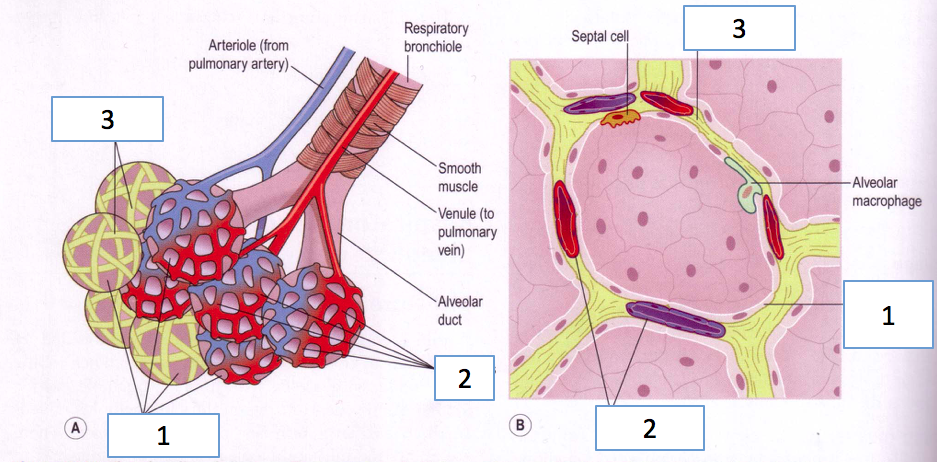 Respiratory
bronchiole
Arteriole (from
pulmonary artery)
3
Smooth
muscle
Venule (to
pulmonary
vein)
Alveolar
duct
2
1
A
Septal cell
3
Alveolar
macrophage
1
2
B